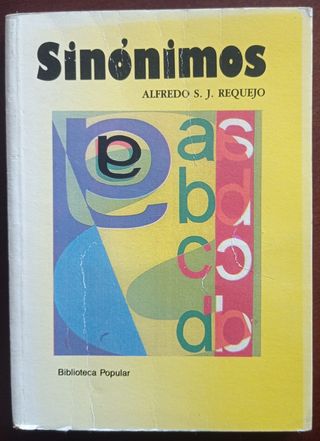 Sinónimos
ALFREDO S. J. REQUEJO
a
b
c
d
Biblioteca Popular